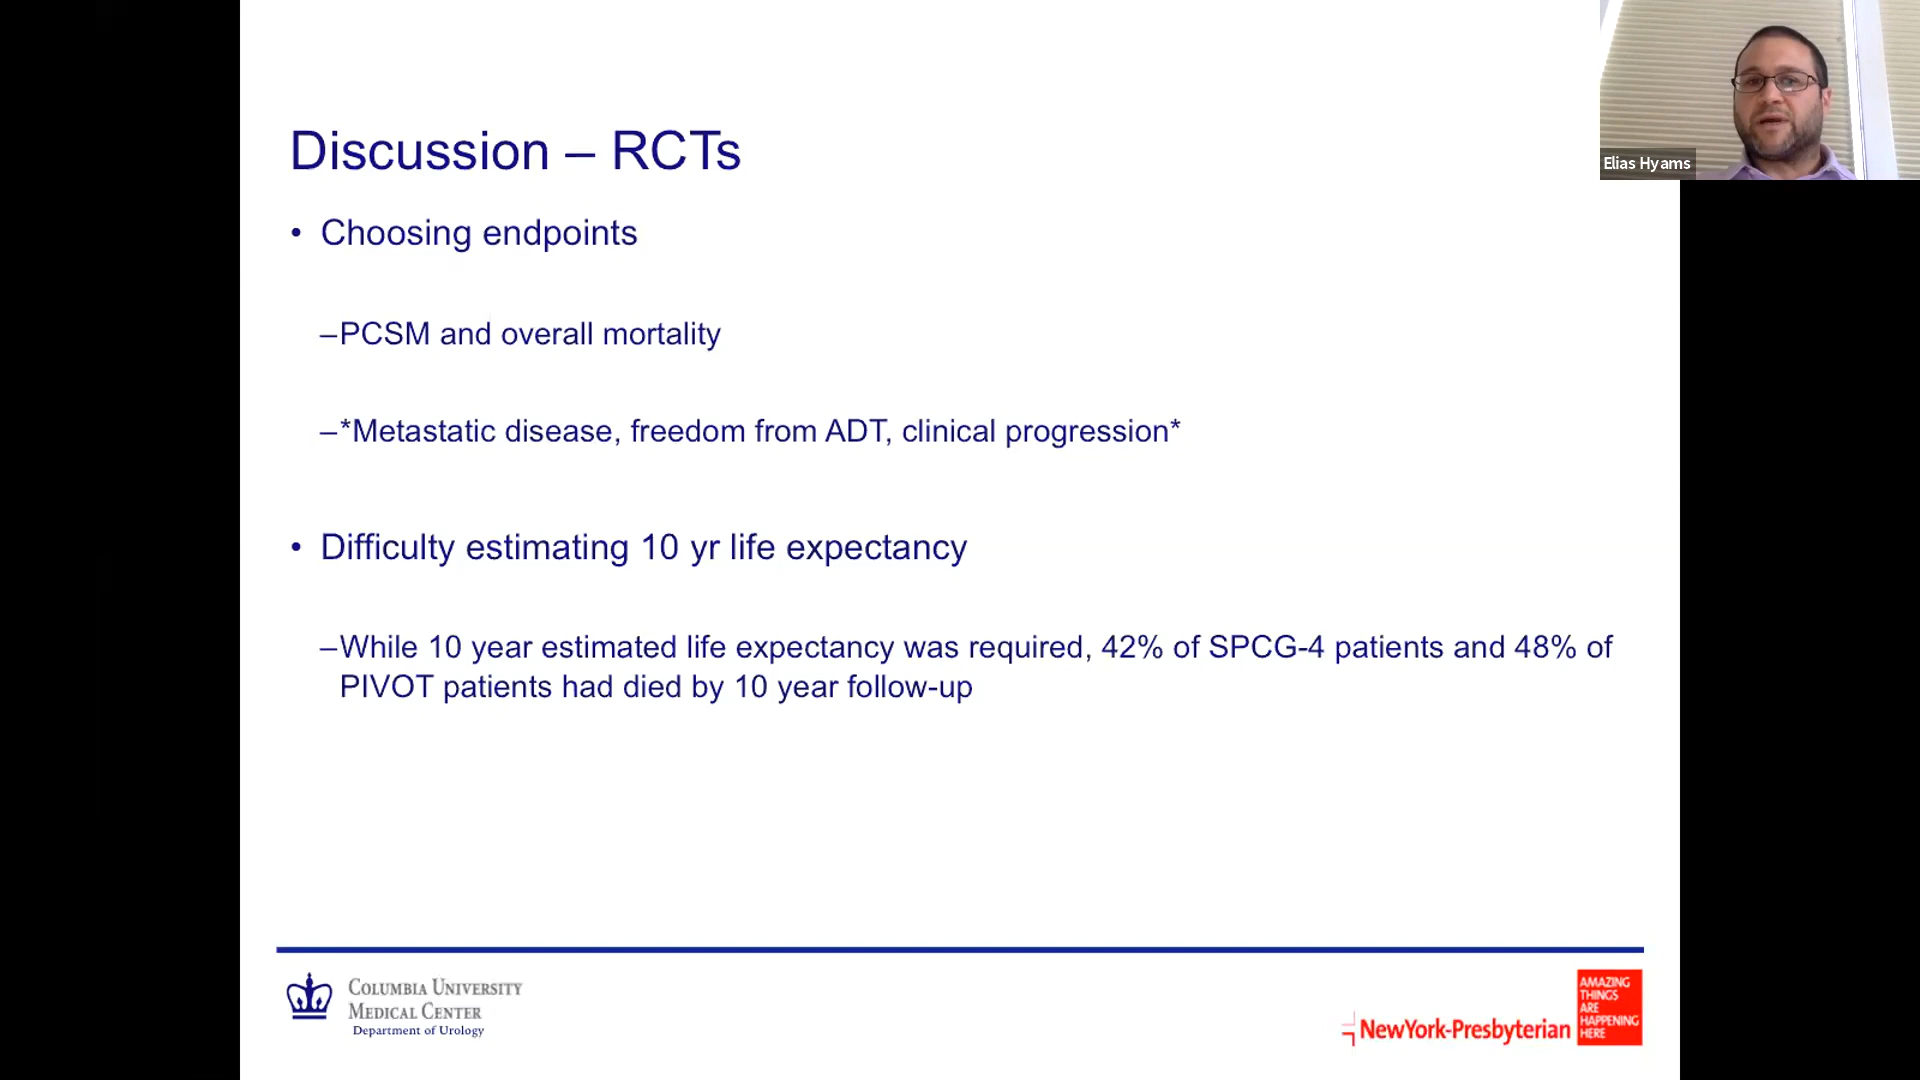 Discussion – RCTs
• Choosing endpoints
–PCSM and overall mortality
–*Metastatic disease, freedom from ADT, clinical progression*
• Difficulty estimating 10 yr life expectancy
–While 10 year estimated life expectancy was required, 42% of SPCG-4 patients and 48% of
PIVOT patients had died by 10 year follow-up
Elias Hyams
COLUMBIA UNIVERSITY
MEDICAL CENTER
Department of Urology
NewYork-Presbyterian
AMAZING
THINGS
ARE
HAPPENING
HERE